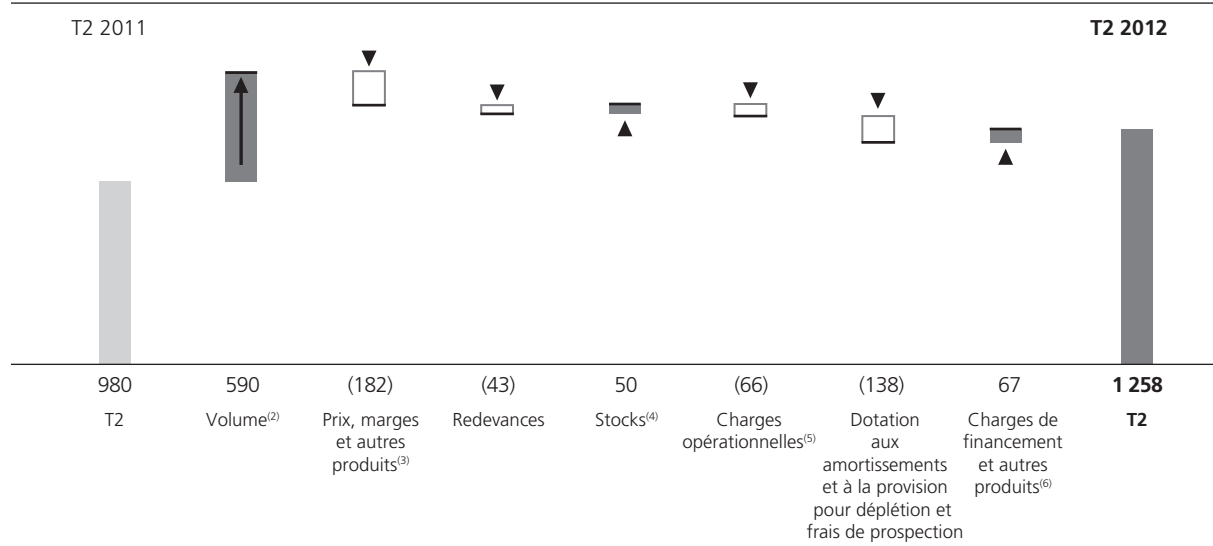 T2 2011
T2 2012
980
590
(182)
(43)
50
(66)
(138)
67
1 258
T2
Volume(2)
Prix, marges
et autres
produits(3)
Redevances
Stocks(4)
Charges
opérationnelles(5)
Dotation
aux
amortissements
et à la provision
pour déplétion et
frais de prospection
Charges de
financement
et autres
produits(6)
T2